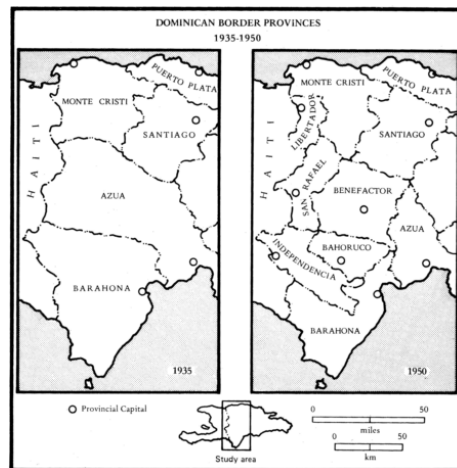 DOMINICAN BORDER PROVINCES
1935-1950
PUERTO PLATA
MONTE CRISTI
SANTIAGO
HAITI
AZUA
BARAHONA
1935
PUERTO PLATA
MONTE CRISTI
LIBERTADOR
SANTIAGO
HAITI
SAN RAFAEL
BENEFACTOR
AZUA
BAHORUCO
INDEPENDENCIA
BARAHONA
1950
Provincial Capital
Study area
0 50
miles
0 50
km